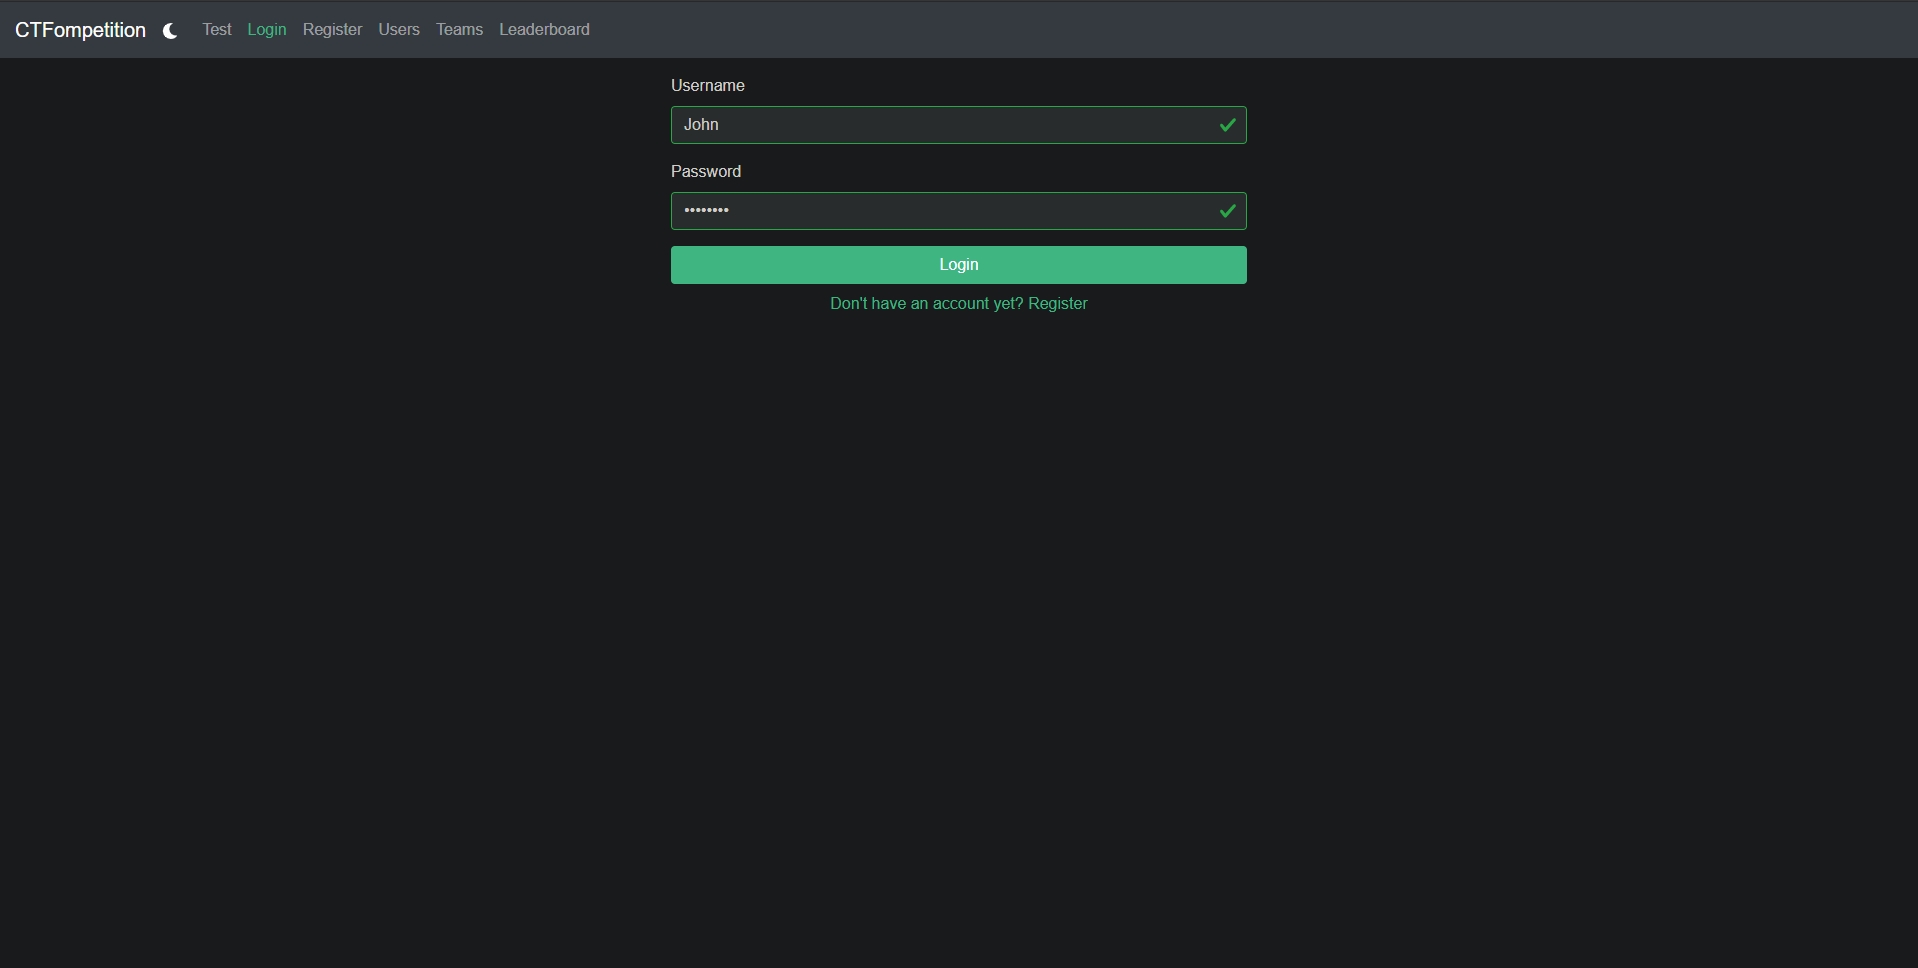 CTFompetition Test Login Register Users Teams Leaderboard
Username
John
Password
••••••••
Login
Don't have an account yet? Register